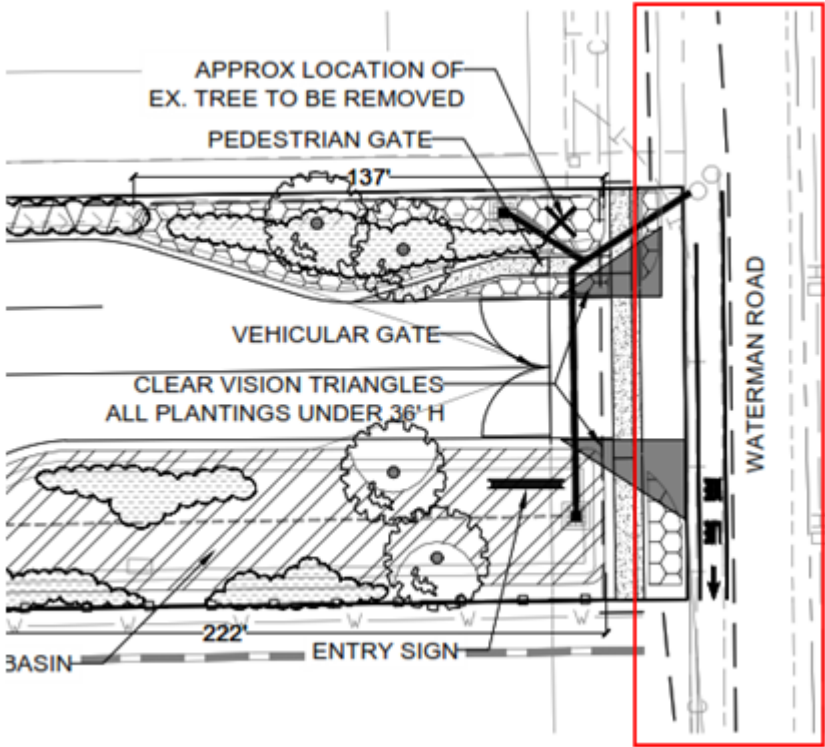 APPROX LOCATION OF
EX. TREE TO BE REMOVED
PEDESTRIAN GATE
137'
VEHICULAR GATE
CLEAR VISION TRIANGLES
ALL PLANTINGS UNDER 36' H
WATERMAN ROAD
W W W W W
222'
ENTRY SIGN
BASIN